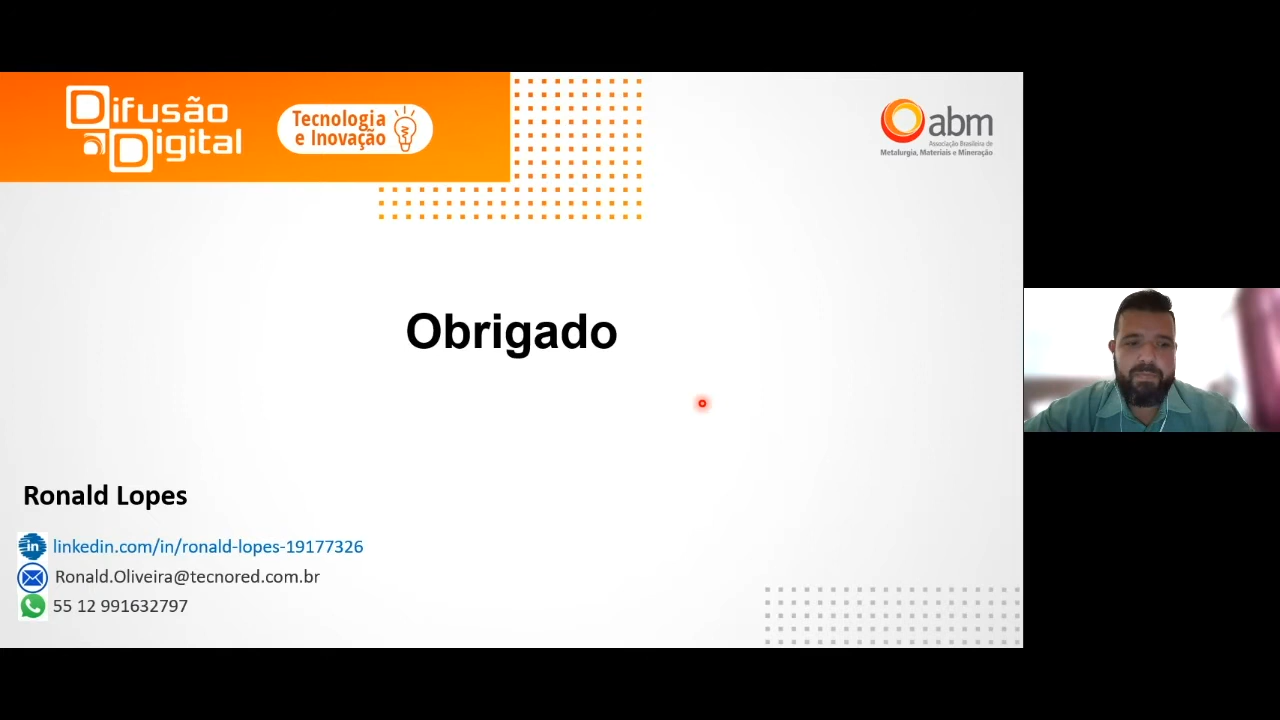 Difusão
Digital
Tecnologia
e Inovação
abm
Associação Brasileira de
Metalurgia, Materiais e Mineração
Obrigado
Ronald Lopes
in
linkedin.com/in/ronald-lopes-19177326
Ronald.Oliveira@tecnored.com.br
55 12 991632797